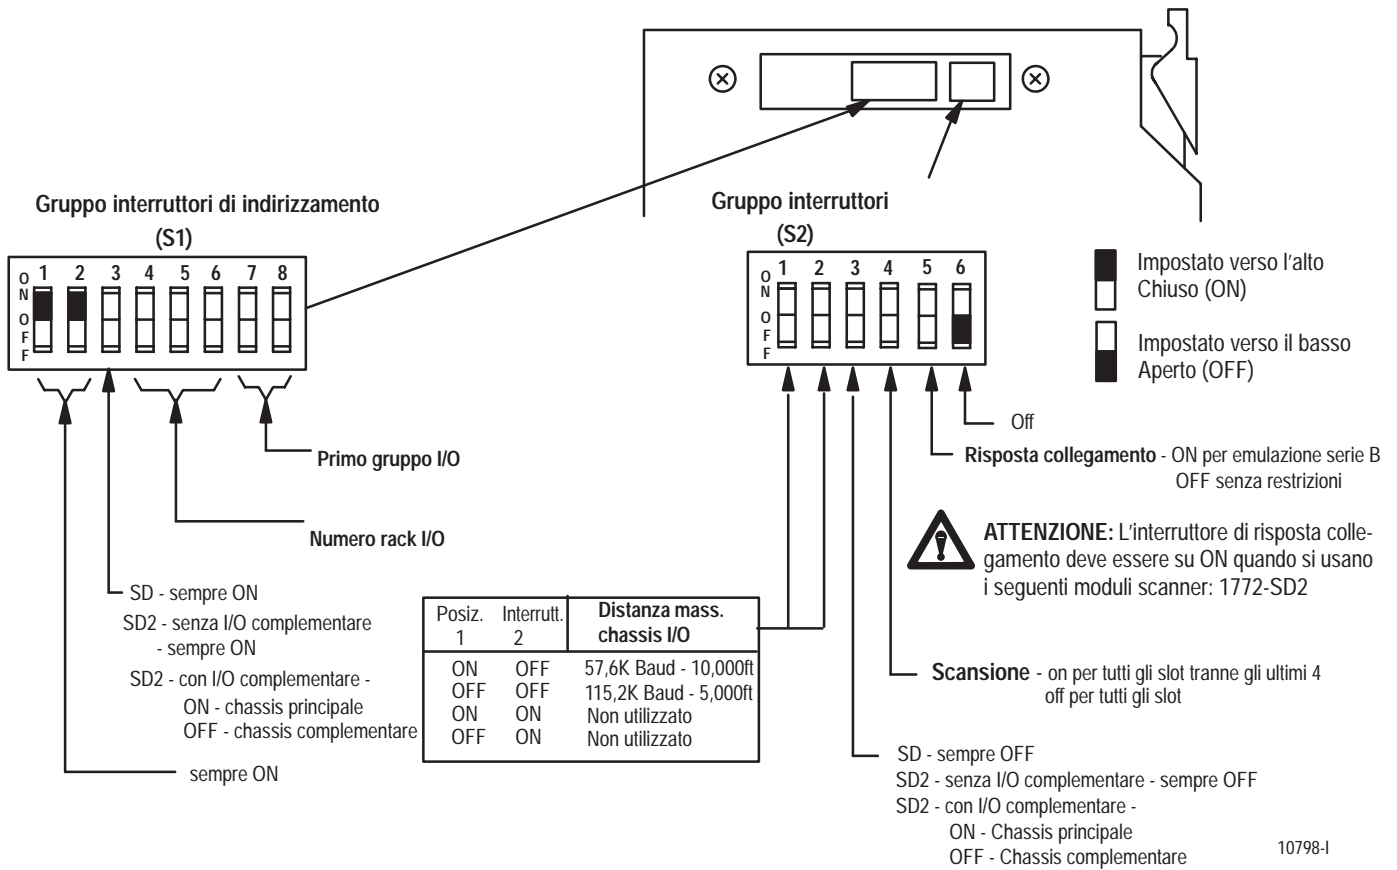 Gruppo interruttori di indirizzamento
(S1)
1 2 3 4 5 6 7 8
ON
OFF
Gruppo interruttori
(S2)
1 2 3 4 5 6
ON
OFF
Impostato verso l'alto
Chiuso (ON)
Impostato verso il basso
Aperto (OFF)
Primo gruppo I/O
Numero rack I/O
SD - sempre ON
SD2 - senza I/O complementare
- sempre ON
SD2 - con I/O complementare -
ON - chassis principale
OFF - chassis complementare
sempre ON
Posiz. Interrutt. Distanza mass.
1 2 chassis I/O
ON OFF 57,6K Baud - 10,000ft
OFF OFF 115,2K Baud - 5,000ft
ON ON Non utilizzato
OFF ON Non utilizzato
Off
Risposta collegamento - ON per emulazione serie B
OFF senza restrizioni
ATTENZIONE: L'interruttore di risposta colle-
gamento deve essere su ON quando si usano
i seguenti moduli scanner: 1772-SD2
Scansione - on per tutti gli slot tranne gli ultimi 4
off per tutti gli slot
SD - sempre OFF
SD2 - senza I/O complementare - sempre OFF
SD2 - con I/O complementare -
ON - Chassis principale
OFF - Chassis complementare
10798-I